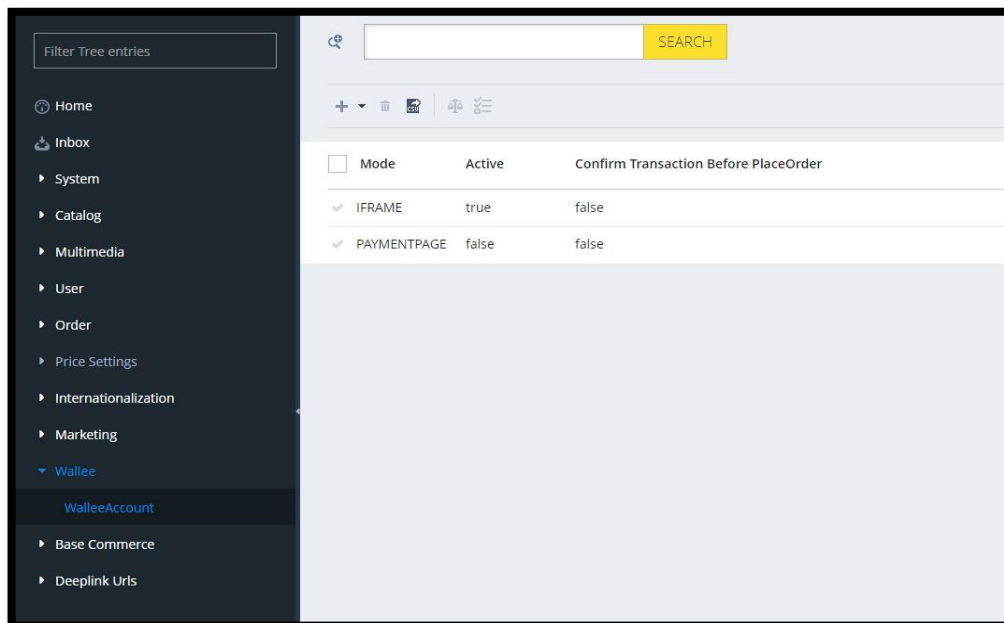 Filter Tree entries
Home
Inbox
System
Catalog
Multimedia
User
Order
Price Settings
Internationalization
Marketing
Wallee
WalleeAccount
Base Commerce
Deeplink Urls
SEARCH
CSV
Mode Active Confirm Transaction Before PlaceOrder
IFRAME true false
PAYMENTPAGE false false